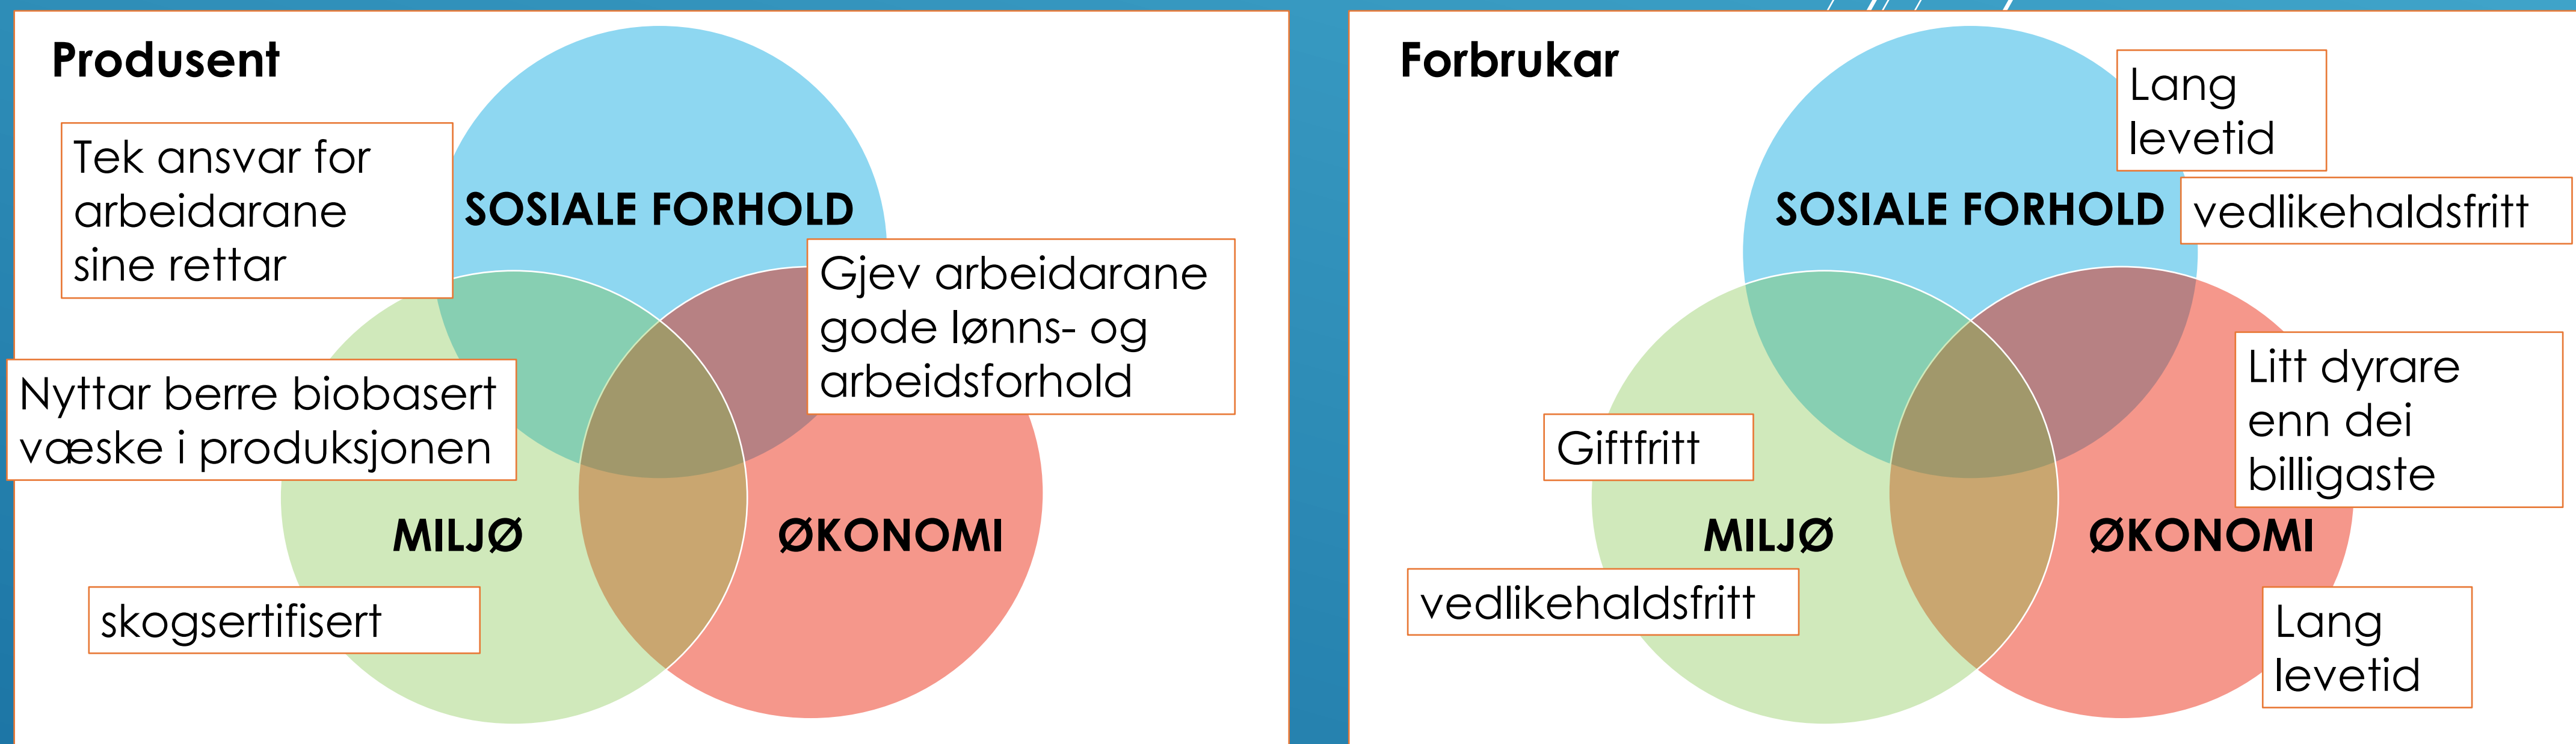 Produsent
Tek ansvar for
arbeidarane
sine rettar
SOSIALE FORHOLD
Gjev arbeidarane
gode lønns- og
arbeidsforhold
Nyttar berre biobasert
væske i produksjonen
MILJØ
ØKONOMI
skogsertifisert
Forbrukar
Lang
levetid
SOSIALE FORHOLD
vedlikehaldsfritt
Litt dyrare
enn dei
billigaste
Giftfritt
MILJØ
ØKONOMI
vedlikehaldsfritt
Lang
levetid